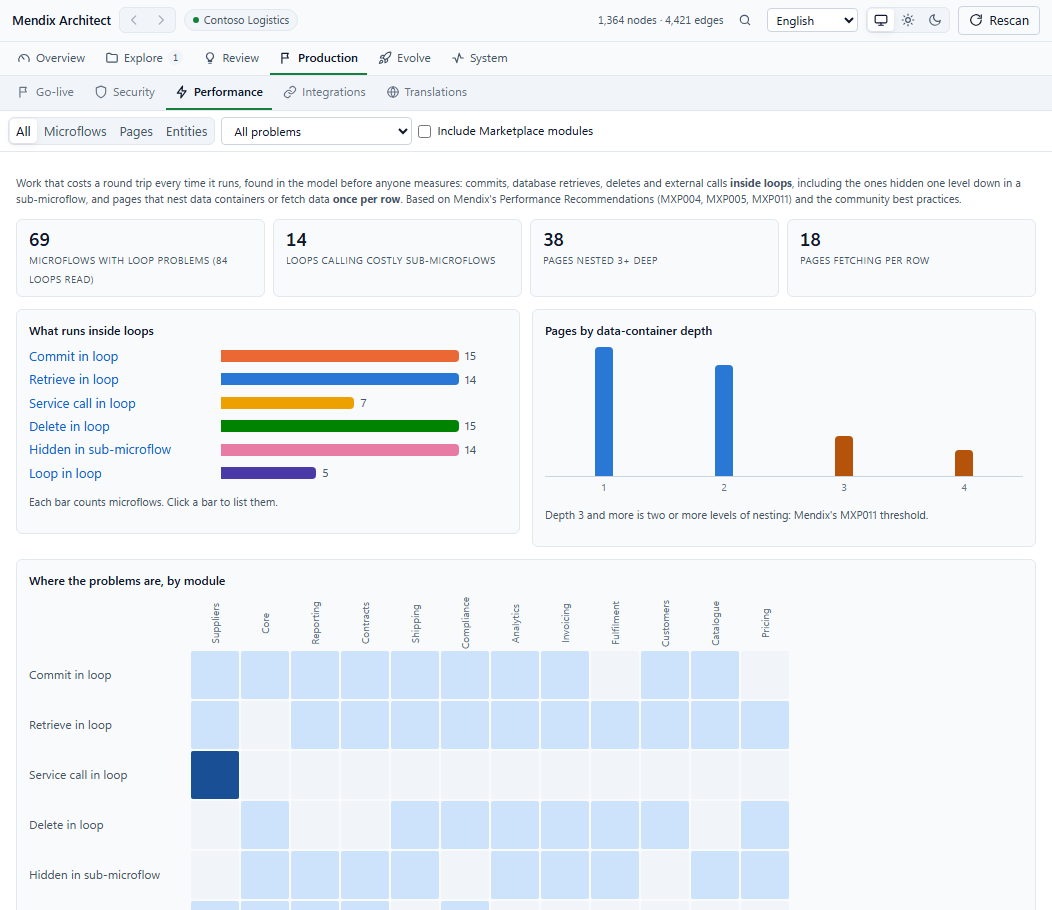 Mendix Architect
Contoso Logistics
1,364 nodes · 4,421 edges
English
Rescan
Overview
Explore 1
Review
Production
Evolve
System
Go-live
Security
Performance
Integrations
Translations
All
Microflows
Pages
Entities
All problems
Include Marketplace modules
Work that costs a round trip every time it runs, found in the model before anyone measures: commits, database retrieves, deletes and external calls inside loops, including the ones hidden one level down in a
sub-microflow, and pages that nest data containers or fetch data once per row. Based on Mendix's Performance Recommendations (MXP004, MXP005, MXP011) and the community best practices.
69
MICROFLOWS WITH LOOP PROBLEMS (84
LOOPS READ)
14
LOOPS CALLING COSTLY SUB-MICROFLOWS
38
PAGES NESTED 3+ DEEP
18
PAGES FETCHING PER ROW
What runs inside loops
Commit in loop 15
Retrieve in loop 14
Service call in loop 7
Delete in loop 15
Hidden in sub-microflow 14
Loop in loop 5
Each bar counts microflows. Click a bar to list them.
Pages by data-container depth
1 2 3 4
Depth 3 and more is two or more levels of nesting: Mendix's MXP011 threshold.
Where the problems are, by module
Suppliers
Core
Reporting
Contracts
Shipping
Compliance
Analytics
Invoicing
Fulfilment
Customers
Catalogue
Pricing
Commit in loop
Retrieve in loop
Service call in loop
Delete in loop
Hidden in sub-microflow